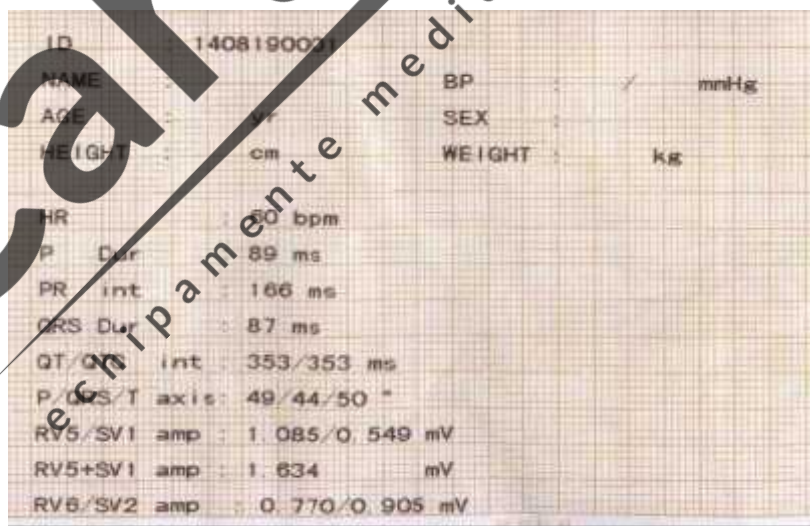 ID :
NAME : BP : / mmHg
AGE : yr SEX :
HEIGHT : cm WEIGHT : kg
HR : 60 bpm
P Dur : 89 ms
PR int : 166 ms
QRS Dur : 87 ms
QT/QTC int : 353/353 ms
P/QRS/T axis: 49/44/50 °
RV5/SV1 amp : 1.085/0.549 mV
RV5+SV1 amp : 1.634 mV
RV6/SV2 amp : 0.770/0.905 mV
echipamente